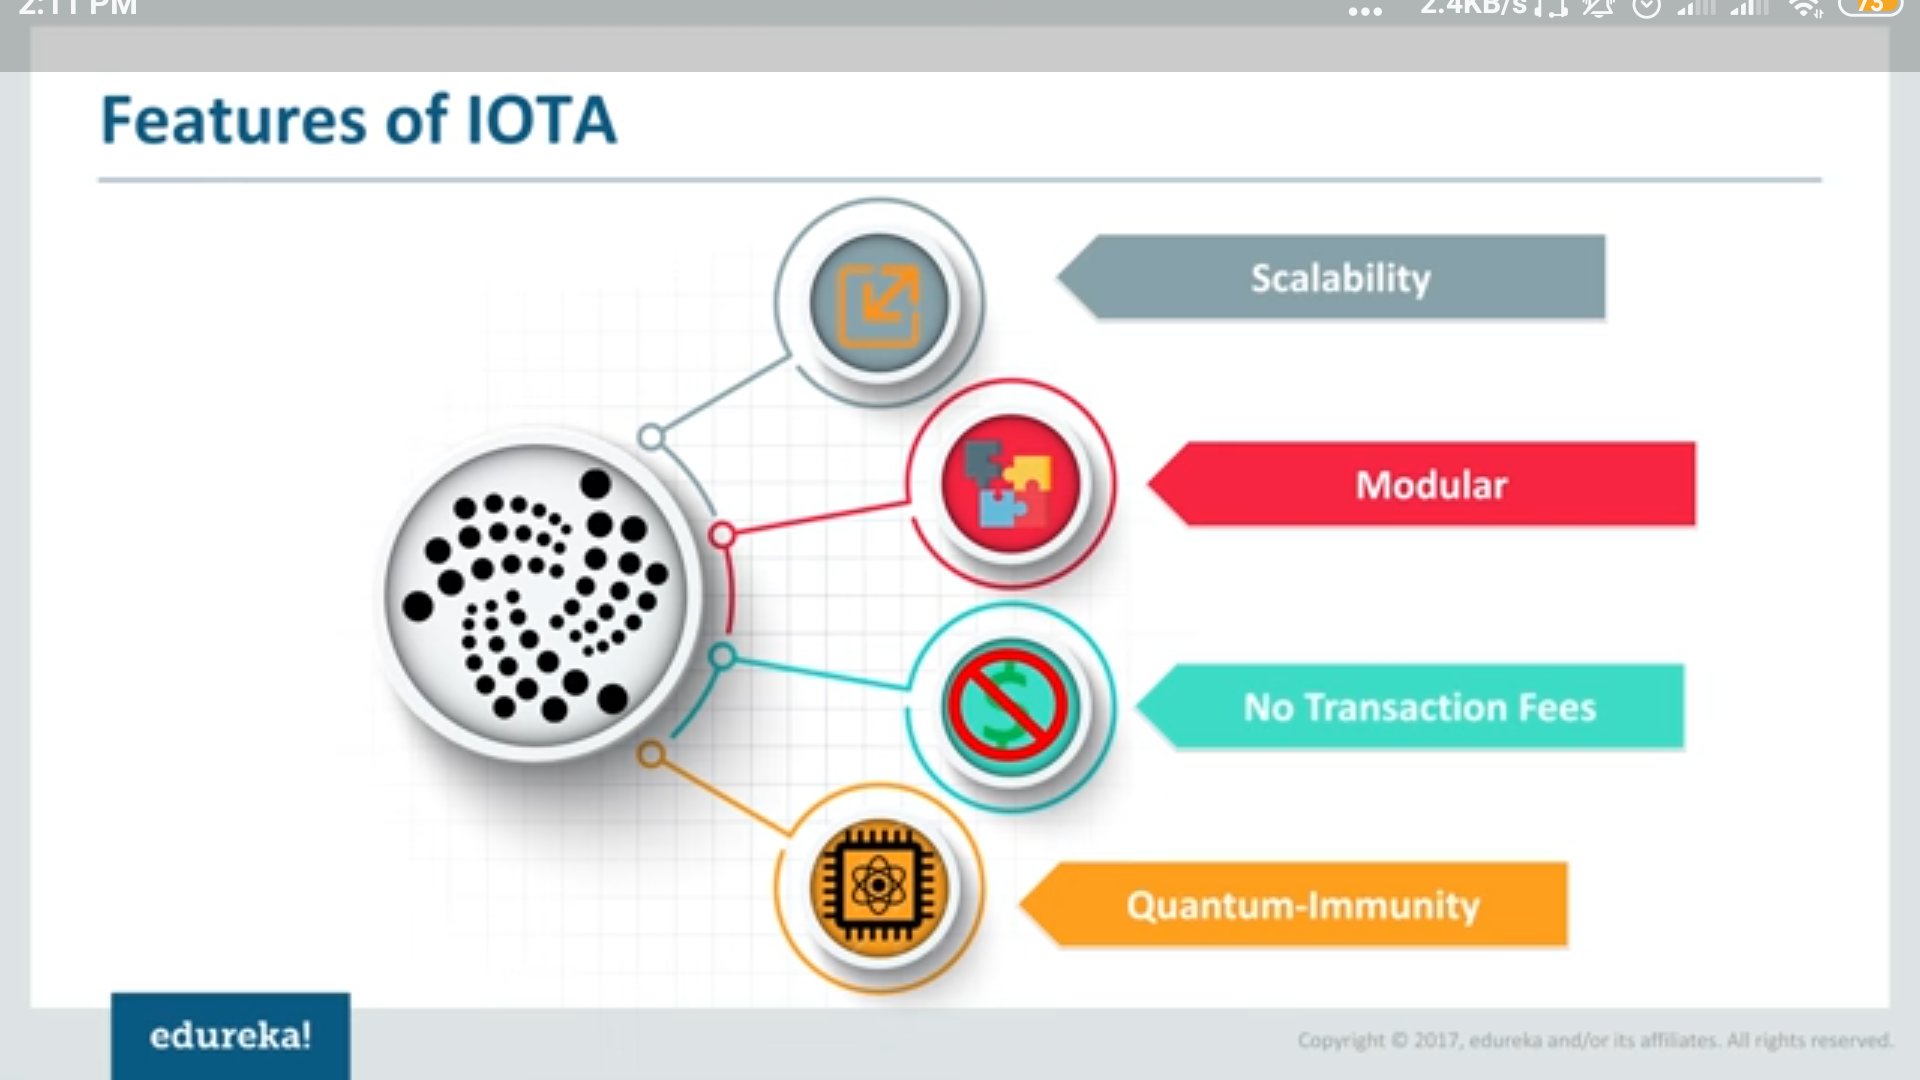 2:11 PM
... 2.4KB/s 73
Features of IOTA
Scalability
Modular
No Transaction Fees
Quantum-Immunity
edureka!
Copyright © 2017, edureka and/or its affiliates. All rights reserved.